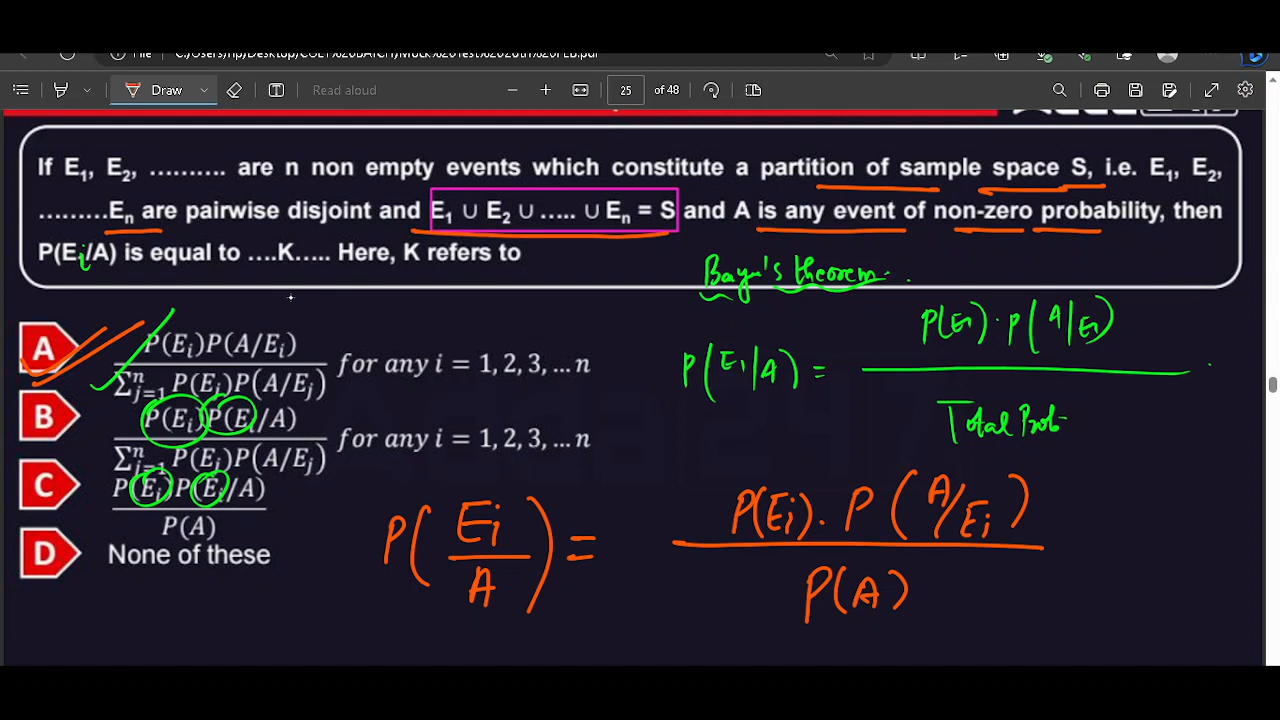 Draw
Read aloud
25 of 48
If E₁, E₂, ………. are n non empty events which constitute a partition of sample space S, i.e. E₁, E₂,
………Eₙ are pairwise disjoint and E₁ ∪ E₂ ∪ ….. ∪ Eₙ = S and A is any event of non-zero probability, then
P(Eᵢ/A) is equal to ….K….. Here, K refers to
Baye's theorem.
A P(Eᵢ)P(A/Eᵢ) / ∑ⁿⱼ₌₁ P(Eⱼ)P(A/Eⱼ) for any i = 1, 2, 3, … n
P(Eᵢ|A) = P(Eᵢ) · P(A|Eᵢ) / Total Prob
B P(Eᵢ)P(Eᵢ/A) / ∑ⁿⱼ₌₁ P(Eⱼ)P(A/Eⱼ) for any i = 1, 2, 3, … n
C P(Eᵢ)P(Eᵢ/A) / P(A)
D None of these
P(Eᵢ/A) = P(Eᵢ) · P(A/Eᵢ) / P(A)